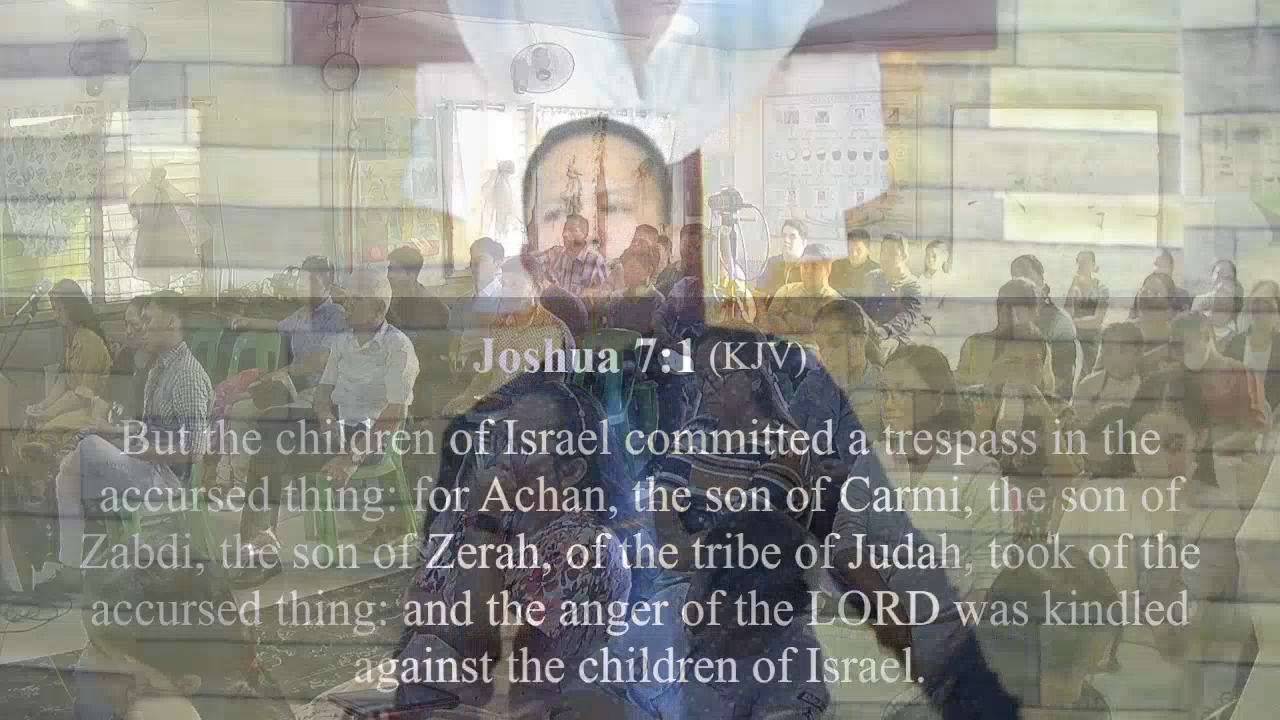 Joshua 7:1 (KJV)
But the children of Israel committed a trespass in the
accursed thing: for Achan, the son of Carmi, the son of
Zabdi, the son of Zerah, of the tribe of Judah, took of the
accursed thing: and the anger of the LORD was kindled
against the children of Israel.